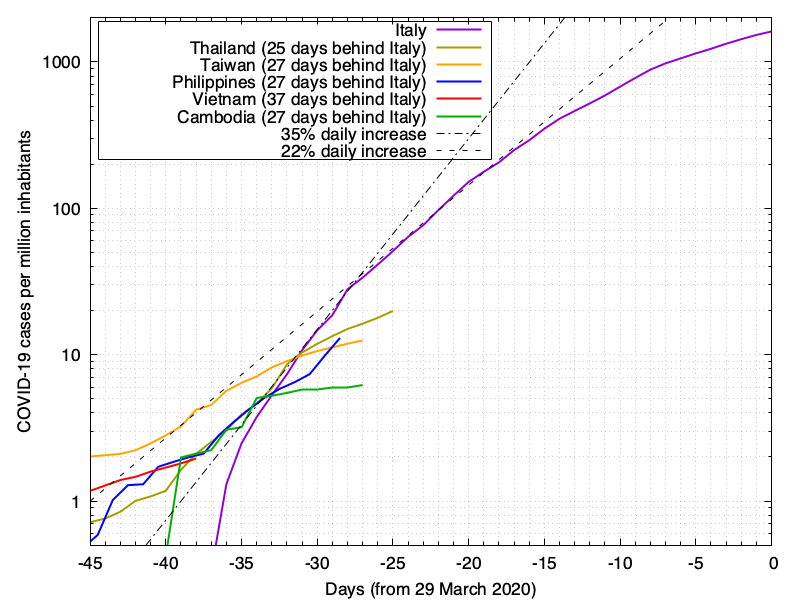 Italy
Thailand (25 days behind Italy)
Taiwan (27 days behind Italy)
Philippines (27 days behind Italy)
Vietnam (37 days behind Italy)
Cambodia (27 days behind Italy)
35% daily increase
22% daily increase
COVID-19 cases per million inhabitants
1000
100
10
1
-45 -40 -35 -30 -25 -20 -15 -10 -5 0
Days (from 29 March 2020)